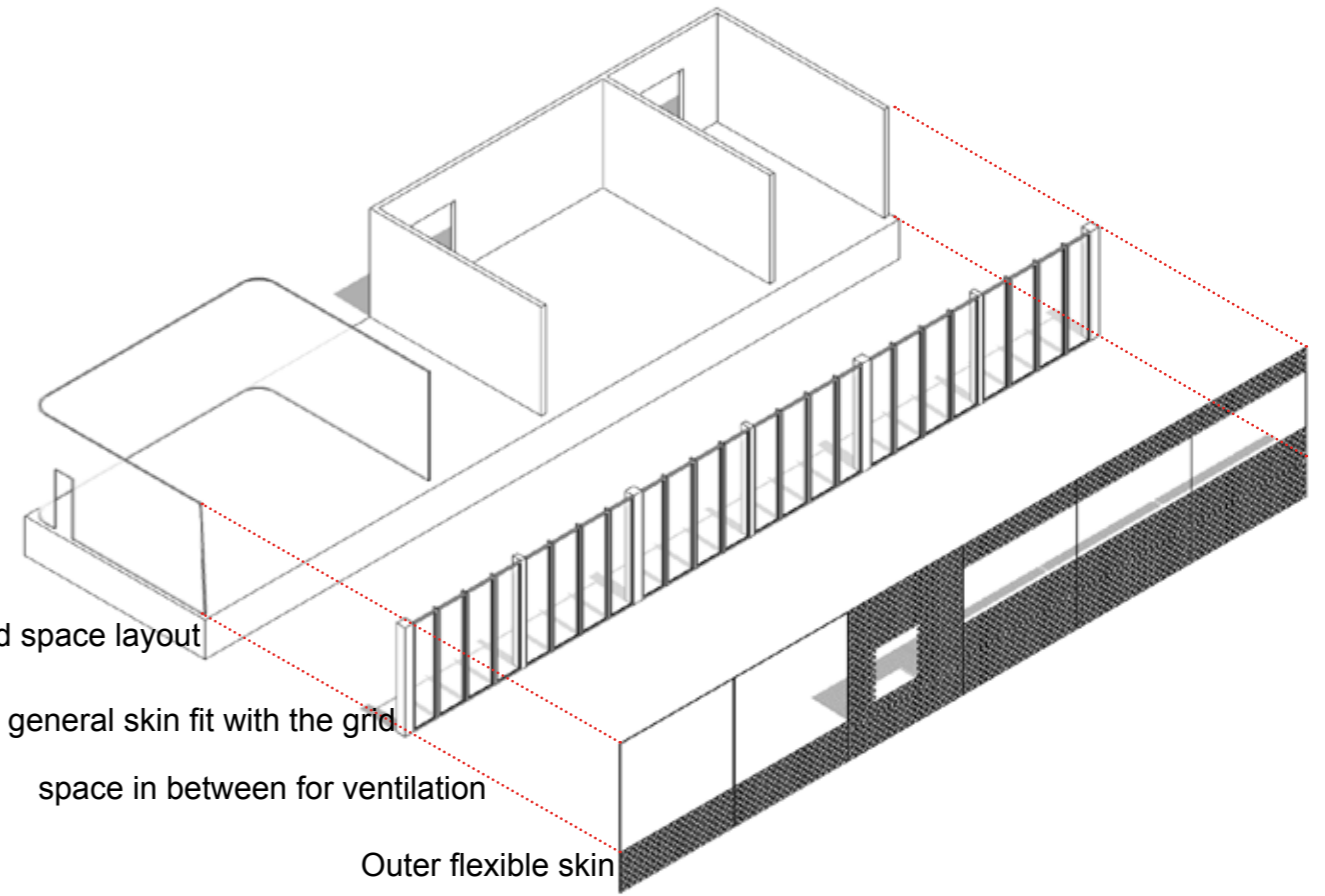 d space layout
general skin fit with the grid
space in between for ventilation
Outer flexible skin